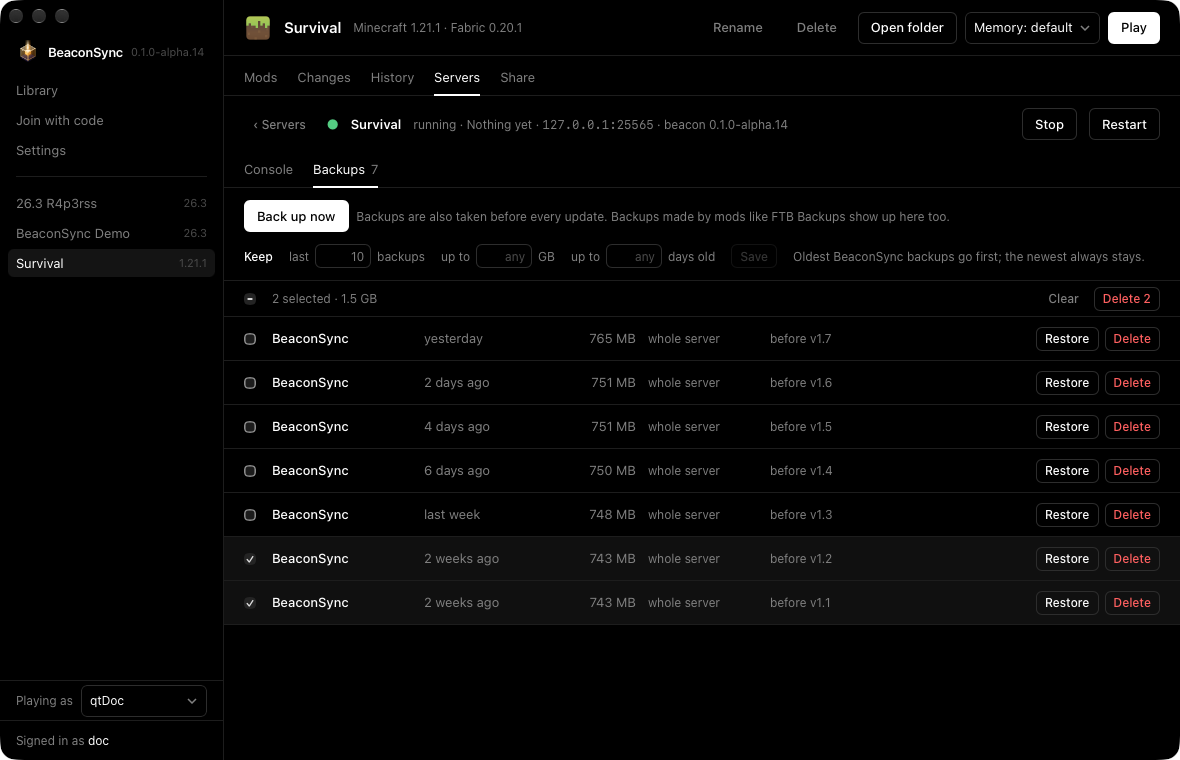 BeaconSync 0.1.0-alpha.14
Library
Join with code
Settings
26.3 R4p3rss 26.3
BeaconSync Demo 26.3
Survival 1.21.1
Playing as qtDoc
Signed in as doc
Survival Minecraft 1.21.1 · Fabric 0.20.1 Rename Delete Open folder Memory: default Play
Mods Changes History Servers Share
‹ Servers Survival running · Nothing yet · 127.0.0.1:25565 · beacon 0.1.0-alpha.14 Stop Restart
Console Backups 7
Back up now Backups are also taken before every update. Backups made by mods like FTB Backups show up here too.
Keep last 10 backups up to any GB up to any days old Save Oldest BeaconSync backups go first; the newest always stays.
2 selected · 1.5 GB Clear Delete 2
BeaconSync yesterday 765 MB whole server before v1.7 Restore Delete
BeaconSync 2 days ago 751 MB whole server before v1.6 Restore Delete
BeaconSync 4 days ago 751 MB whole server before v1.5 Restore Delete
BeaconSync 6 days ago 750 MB whole server before v1.4 Restore Delete
BeaconSync last week 748 MB whole server before v1.3 Restore Delete
BeaconSync 2 weeks ago 743 MB whole server before v1.2 Restore Delete
BeaconSync 2 weeks ago 743 MB whole server before v1.1 Restore Delete